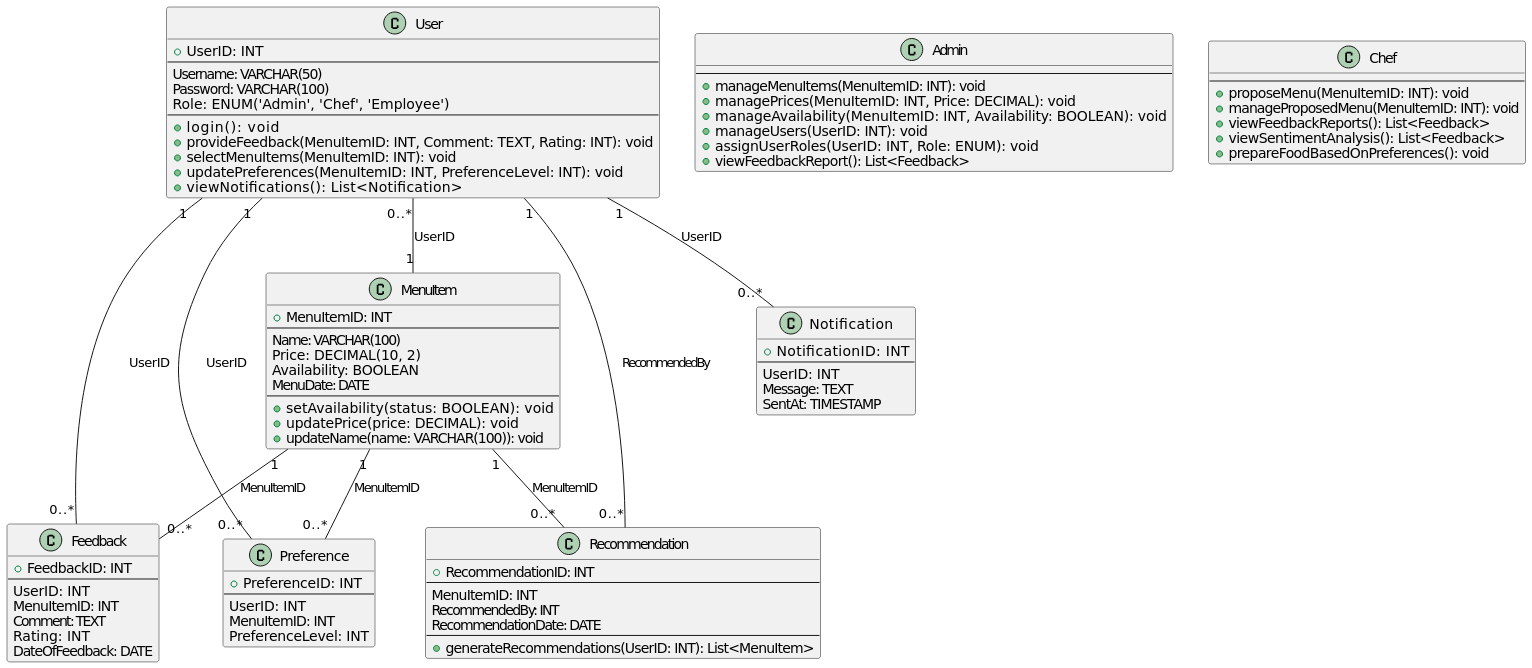 C User
UserID: INT
Username: VARCHAR(50)
Password: VARCHAR(100)
Role: ENUM('Admin', 'Chef', 'Employee')
login(): void
provideFeedback(MenuItemID: INT, Comment: TEXT, Rating: INT): void
selectMenuItems(MenuItemID: INT): void
updatePreferences(MenuItemID: INT, PreferenceLevel: INT): void
viewNotifications(): List<Notification>
C Admin
manageMenuItems(MenuItemID: INT): void
managePrices(MenuItemID: INT, Price: DECIMAL): void
manageAvailability(MenuItemID: INT, Availability: BOOLEAN): void
manageUsers(UserID: INT): void
assignUserRoles(UserID: INT, Role: ENUM): void
viewFeedbackReport(): List<Feedback>
C Chef
proposeMenu(MenuItemID: INT): void
manageProposedMenu(MenuItemID: INT): void
viewFeedbackReports(): List<Feedback>
viewSentimentAnalysis(): List<Feedback>
prepareFoodBasedOnPreferences(): void
1
1
0..*
1
1
UserID
UserID
1
0..*
C MenuItem
MenuItemID: INT
Name: VARCHAR(100)
Price: DECIMAL(10, 2)
Availability: BOOLEAN
MenuDate: DATE
setAvailability(status: BOOLEAN): void
updatePrice(price: DECIMAL): void
updateName(name: VARCHAR(100)): void
C Notification
NotificationID: INT
UserID: INT
Message: TEXT
SentAt: TIMESTAMP
UserID
UserID
RecommendedBy
1
1
1
MenuItemID
MenuItemID
MenuItemID
0..*
0..*
0..*
0..*
0..*
0..*
C Feedback
FeedbackID: INT
UserID: INT
MenuItemID: INT
Comment: TEXT
Rating: INT
DateOfFeedback: DATE
C Preference
PreferenceID: INT
UserID: INT
MenuItemID: INT
PreferenceLevel: INT
C Recommendation
RecommendationID: INT
MenuItemID: INT
RecommendedBy: INT
RecommendationDate: DATE
generateRecommendations(UserID: INT): List<MenuItem>